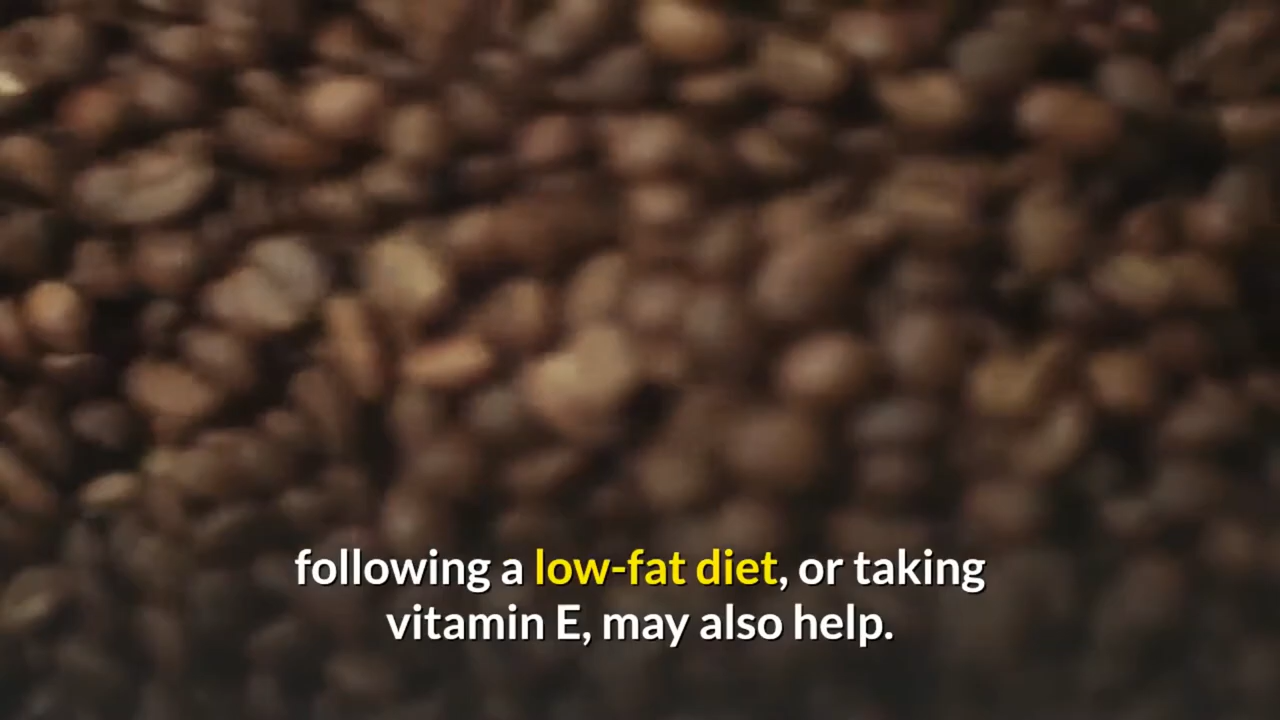 following a low-fat diet, or taking
vitamin E, may also help.